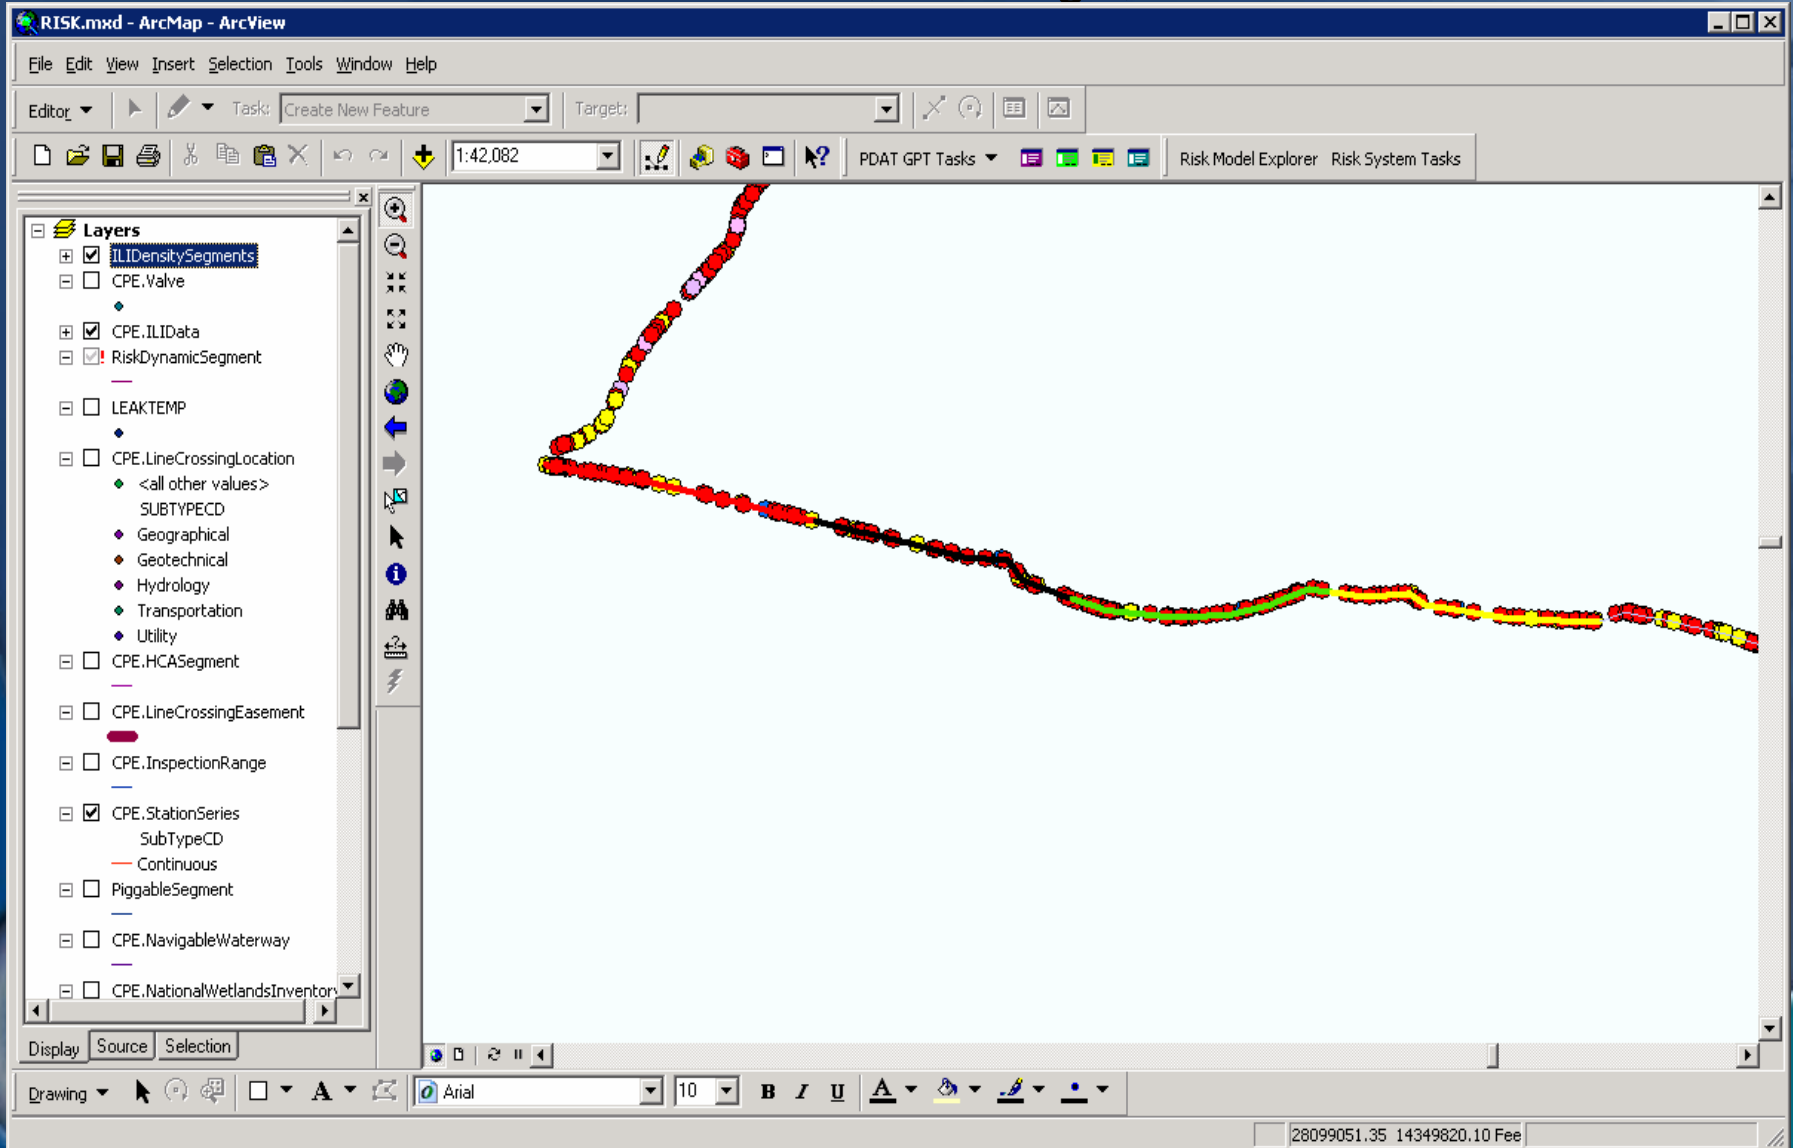 RISK.mxd - ArcMap - ArcView
File Edit View Insert Selection Tools Window Help
Editor Task: Create New Feature Target:
1:42,082 PDAT GPT Tasks Risk Model Explorer Risk System Tasks
Layers
ILIDensitySegments
CPE.Valve
CPE.ILIData
RiskDynamicSegment
LEAKTEMP
CPE.LineCrossingLocation
<all other values>
SUBTYPECD
Geographical
Geotechnical
Hydrology
Transportation
Utility
CPE.HCASegment
CPE.LineCrossingEasement
CPE.InspectionRange
CPE.StationSeries
SubTypeCD
Continuous
PiggableSegment
CPE.NavigableWaterway
CPE.NationalWetlandsInventory
Display Source Selection
Drawing A Arial 10 B I U A
28099051.35 14349820.10 Fee